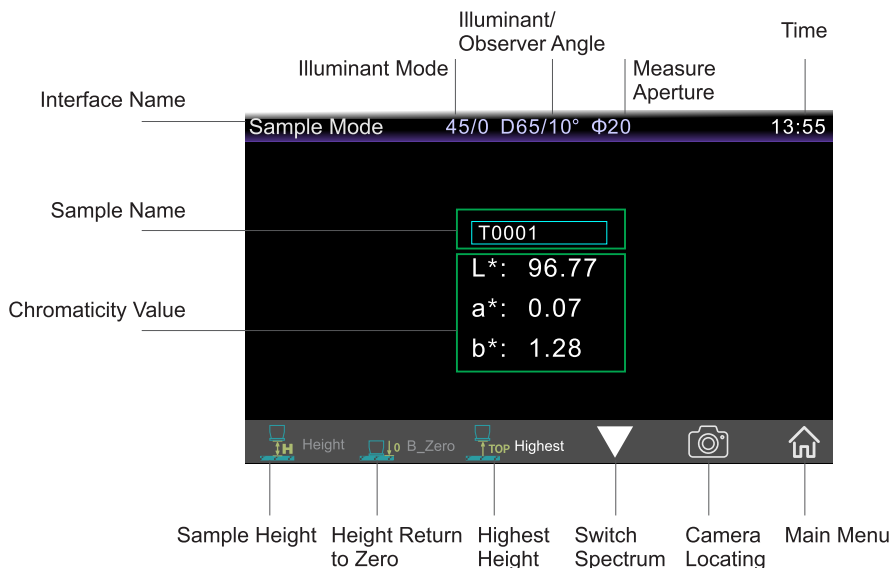 Illuminant/
Observer Angle
Time
Illuminant Mode
Measure
Aperture
Interface Name
Sample Mode 45/0 D65/10° Φ20 13:55
Sample Name
T0001
L*: 96.77
Chromaticity Value
a*: 0.07
b*: 1.28
H Height 0 B_Zero TOP Highest
Sample Height
Height Return
to Zero
Highest
Height
Switch
Spectrum
Camera
Locating
Main Menu